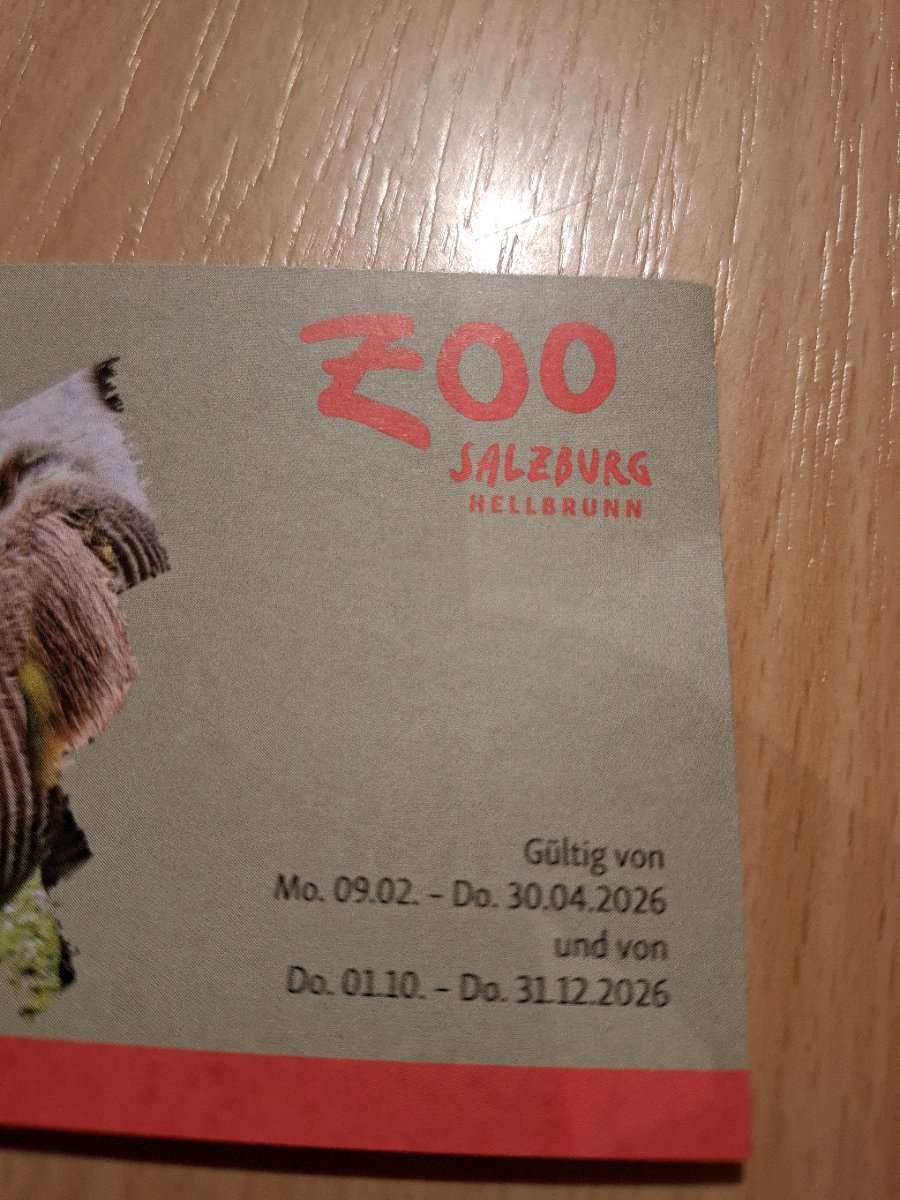 ZOO
SALZBURG
HELLBRUNN
Gültig von
Mo. 09.02. – Do. 30.04.2026
und von
Do. 01.10. – Do. 31.12.2026